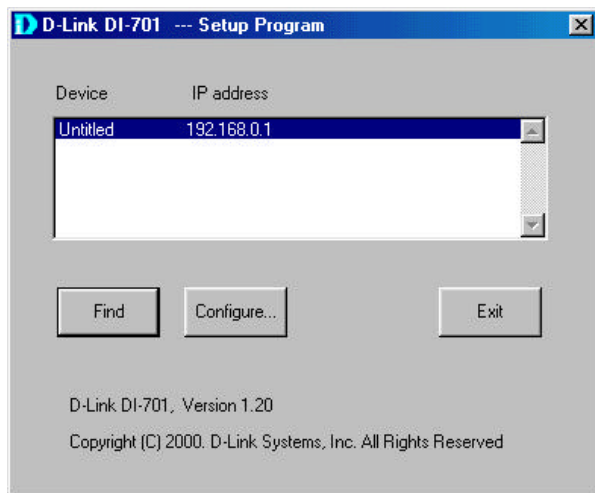 D-Link DI-701 --- Setup Program
Device IP address
Untitled 192.168.0.1
Find Configure... Exit
D-Link DI-701, Version 1.20
Copyright (C) 2000. D-Link Systems, Inc. All Rights Reserved